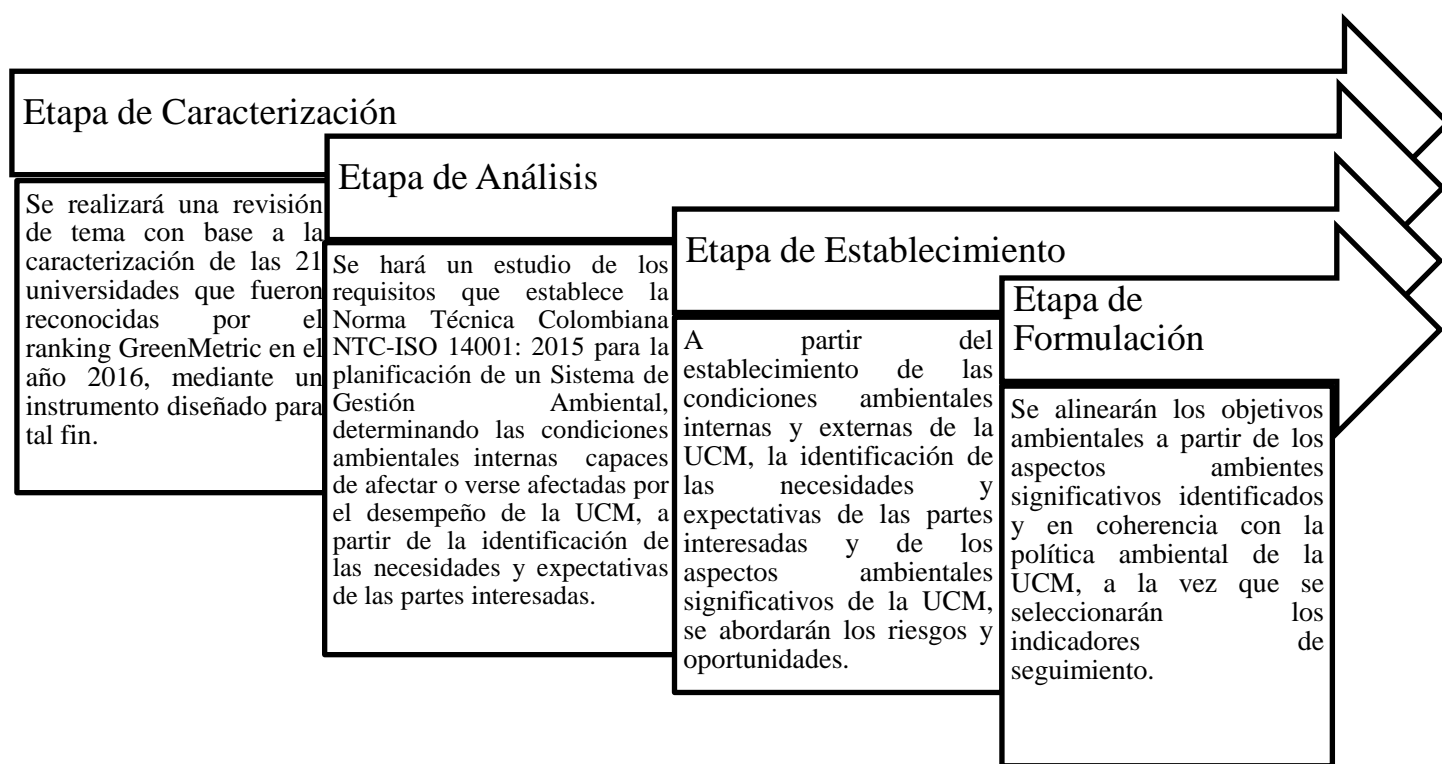 Etapa de Caracterización
Se realizará una revisión
de tema con base a la
caracterización de las 21
universidades que fueron
reconocidas por el
ranking GreenMetric en el
año 2016, mediante un
instrumento diseñado para
tal fin.
Etapa de Análisis
Se hará un estudio de los
requisitos que establece la
Norma Técnica Colombiana
NTC-ISO 14001: 2015 para la
planificación de un Sistema de
Gestión Ambiental,
determinando las condiciones
ambientales internas capaces
de afectar o verse afectadas por
el desempeño de la UCM, a
partir de la identificación de
las necesidades y expectativas
de las partes interesadas.
Etapa de Establecimiento
A partir del
establecimiento de las
condiciones ambientales
internas y externas de la
UCM, la identificación de
las necesidades y
expectativas de las partes
interesadas y de los
aspectos ambientales
significativos de la UCM,
se abordarán los riesgos y
oportunidades.
Etapa de
Formulación
Se alinearán los objetivos
ambientales a partir de los
aspectos ambientes
significativos identificados
y en coherencia con la
política ambiental de la
UCM, a la vez que se
seleccionarán los
indicadores de
seguimiento.